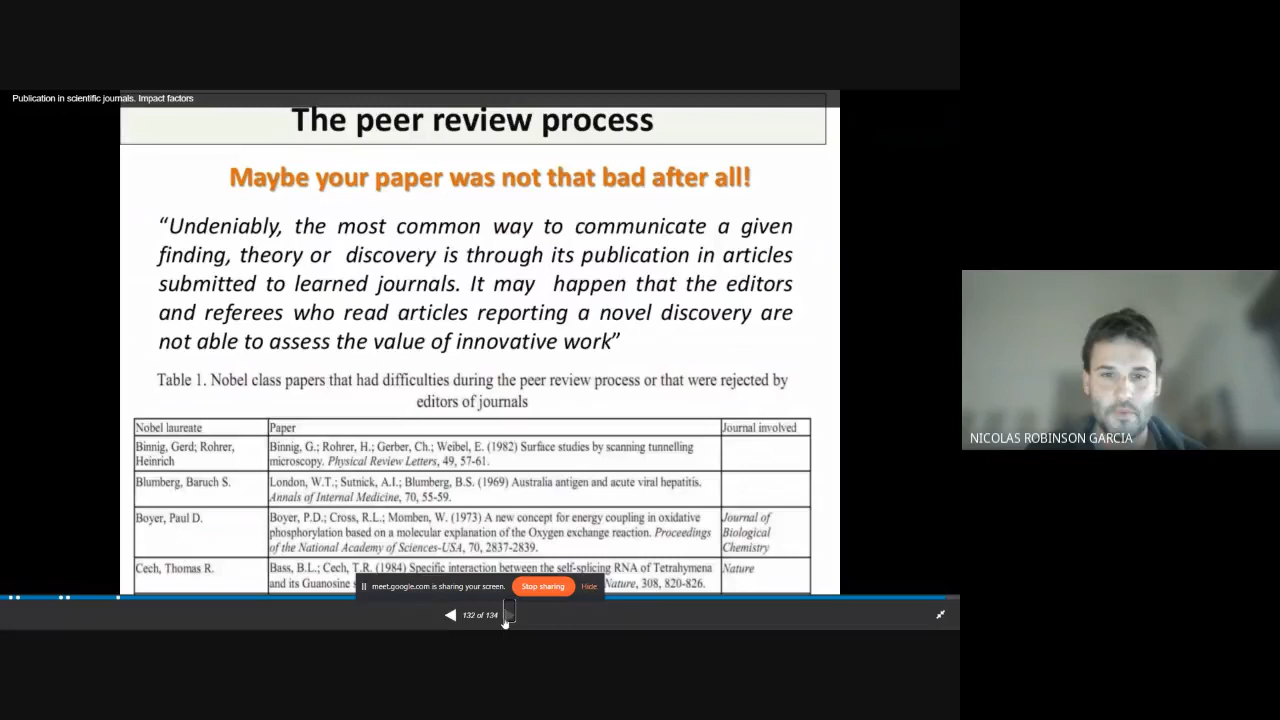 Publication in scientific journals. Impact factors
The peer review process
Maybe your paper was not that bad after all!
“Undeniably, the most common way to communicate a given
finding, theory or discovery is through its publication in articles
submitted to learned journals. It may happen that the editors
and referees who read articles reporting a novel discovery are
not able to assess the value of innovative work”
Table 1. Nobel class papers that had difficulties during the peer review process or that were rejected by
editors of journals
Nobel laureate Paper Journal involved
Binnig, Gerd; Rohrer,
Heinrich
Binnig, G.; Rohrer, H.; Gerber, Ch.; Weibel, E. (1982) Surface studies by scanning tunnelling
microscopy. Physical Review Letters, 49, 57-61.
Blumberg, Baruch S.
London, W.T.; Sutnick, A.I.; Blumberg, B.S. (1969) Australia antigen and acute viral hepatitis.
Annals of Internal Medicine, 70, 55-59.
Boyer, Paul D.
Boyer, P.D.; Cross, R.L.; Momben, W. (1973) A new concept for energy coupling in oxidative
phosphorylation based on a molecular explanation of the Oxygen exchange reaction. Proceedings
of the National Academy of Sciences-USA, 70, 2837-2839.
Journal of
Biological
Chemistry
Cech, Thomas R.
Bass, B.L.; Cech, T.R. (1984) Specific interaction between the self-splicing RNA of Tetrahymena
and its Guanosine s Nature, 308, 820-826.
Nature
meet.google.com is sharing your screen. Stop sharing Hide
132 of 134
NICOLAS ROBINSON GARCIA